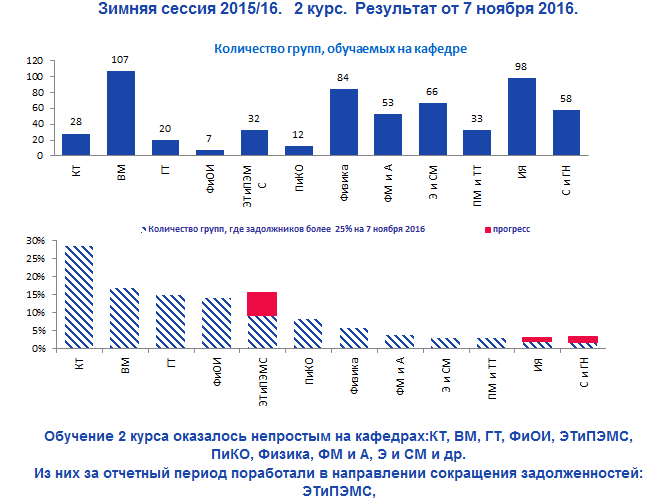 Зимняя сессия 2015/16. 2 курс. Результат от 7 ноября 2016.
Количество групп, обучаемых на кафедре
120
100
80
60
40
20
0
28
107
20
7
32
12
84
53
66
33
98
58
КТ
ВМ
ГТ
ФиОИ
ЭТиПЭМ
С
ПиКО
Физика
ФМ и А
Э и СМ
ПМ и ТТ
ИЯ
С и ГН
Количество групп, где задолжников более 25% на 7 ноября 2016
прогресс
30%
25%
20%
15%
10%
5%
0%
КТ
ВМ
ГТ
ФиОИ
ЭТиПЭМС
ПиКО
Физика
ФМ и А
Э и СМ
ПМ и ТТ
ИЯ
С и ГН
Обучение 2 курса оказалось непростым на кафедрах:КТ, ВМ, ГТ, ФиОИ, ЭТиПЭМС,
ПиКО, Физика, ФМ и А, Э и СМ и др.
Из них за отчетный период поработали в направлении сокращения задолженностей:
ЭТиПЭМС,